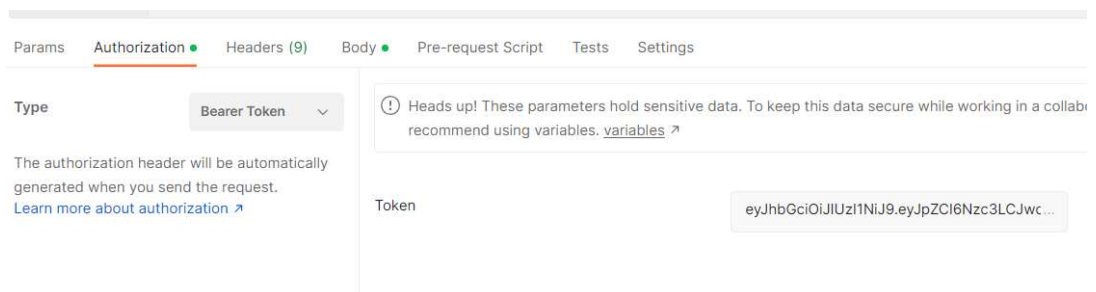 Params Authorization Headers (9) Body Pre-request Script Tests Settings
Type
Bearer Token
The authorization header will be automatically
generated when you send the request.
Learn more about authorization ↗
Heads up! These parameters hold sensitive data. To keep this data secure while working in a collabo
recommend using variables. variables ↗
Token
eyJhbGciOiJIUzI1NiJ9.eyJpZCI6Nzc3LCJwc...